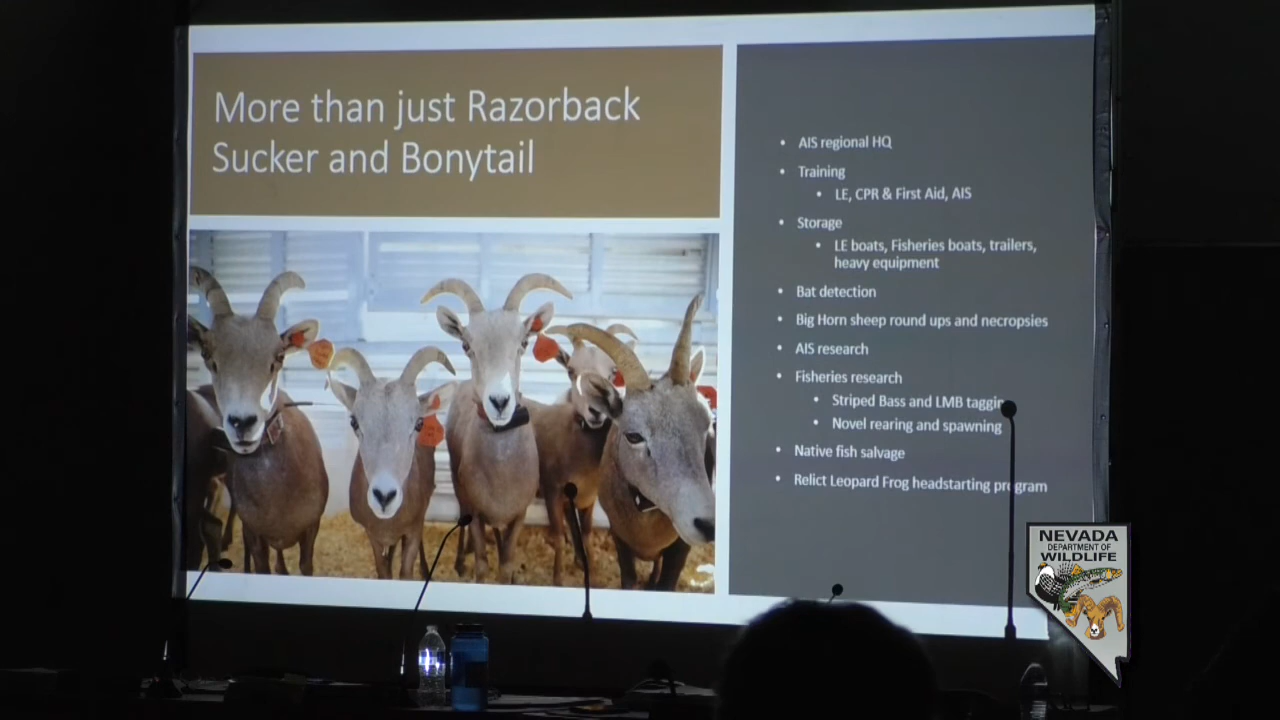 More than just Razorback
Sucker and Bonytail
AIS regional HQ
Training
LE, CPR & First Aid, AIS
Storage
LE boats, Fisheries boats, trailers,
heavy equipment
Bat detection
Big Horn sheep round ups and necropsies
AIS research
Fisheries research
Striped Bass and LMB tagging
Novel rearing and spawning
Native fish salvage
Relict Leopard Frog headstarting program
NEVADA
DEPARTMENT OF
WILDLIFE